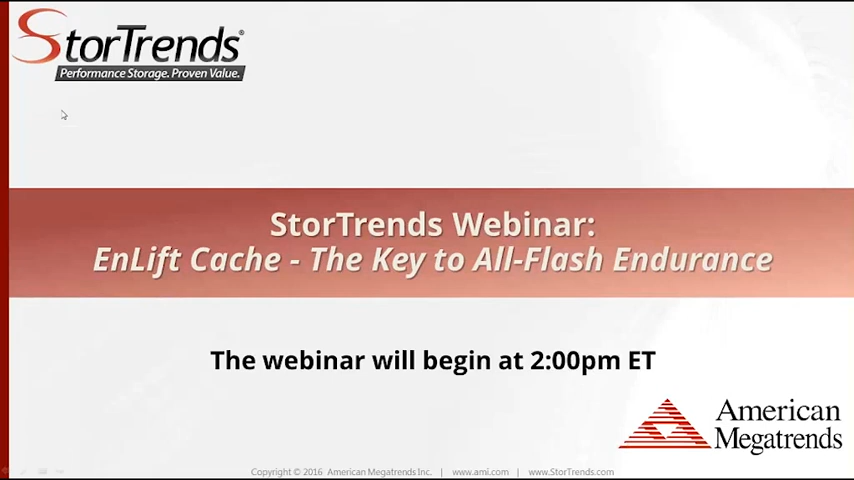 StorTrends®
Performance Storage. Proven Value.
StorTrends Webinar:
EnLift Cache - The Key to All-Flash Endurance
The webinar will begin at 2:00pm ET
American
Megatrends
Copyright © 2016 American Megatrends Inc. | www.ami.com | www.StorTrends.com